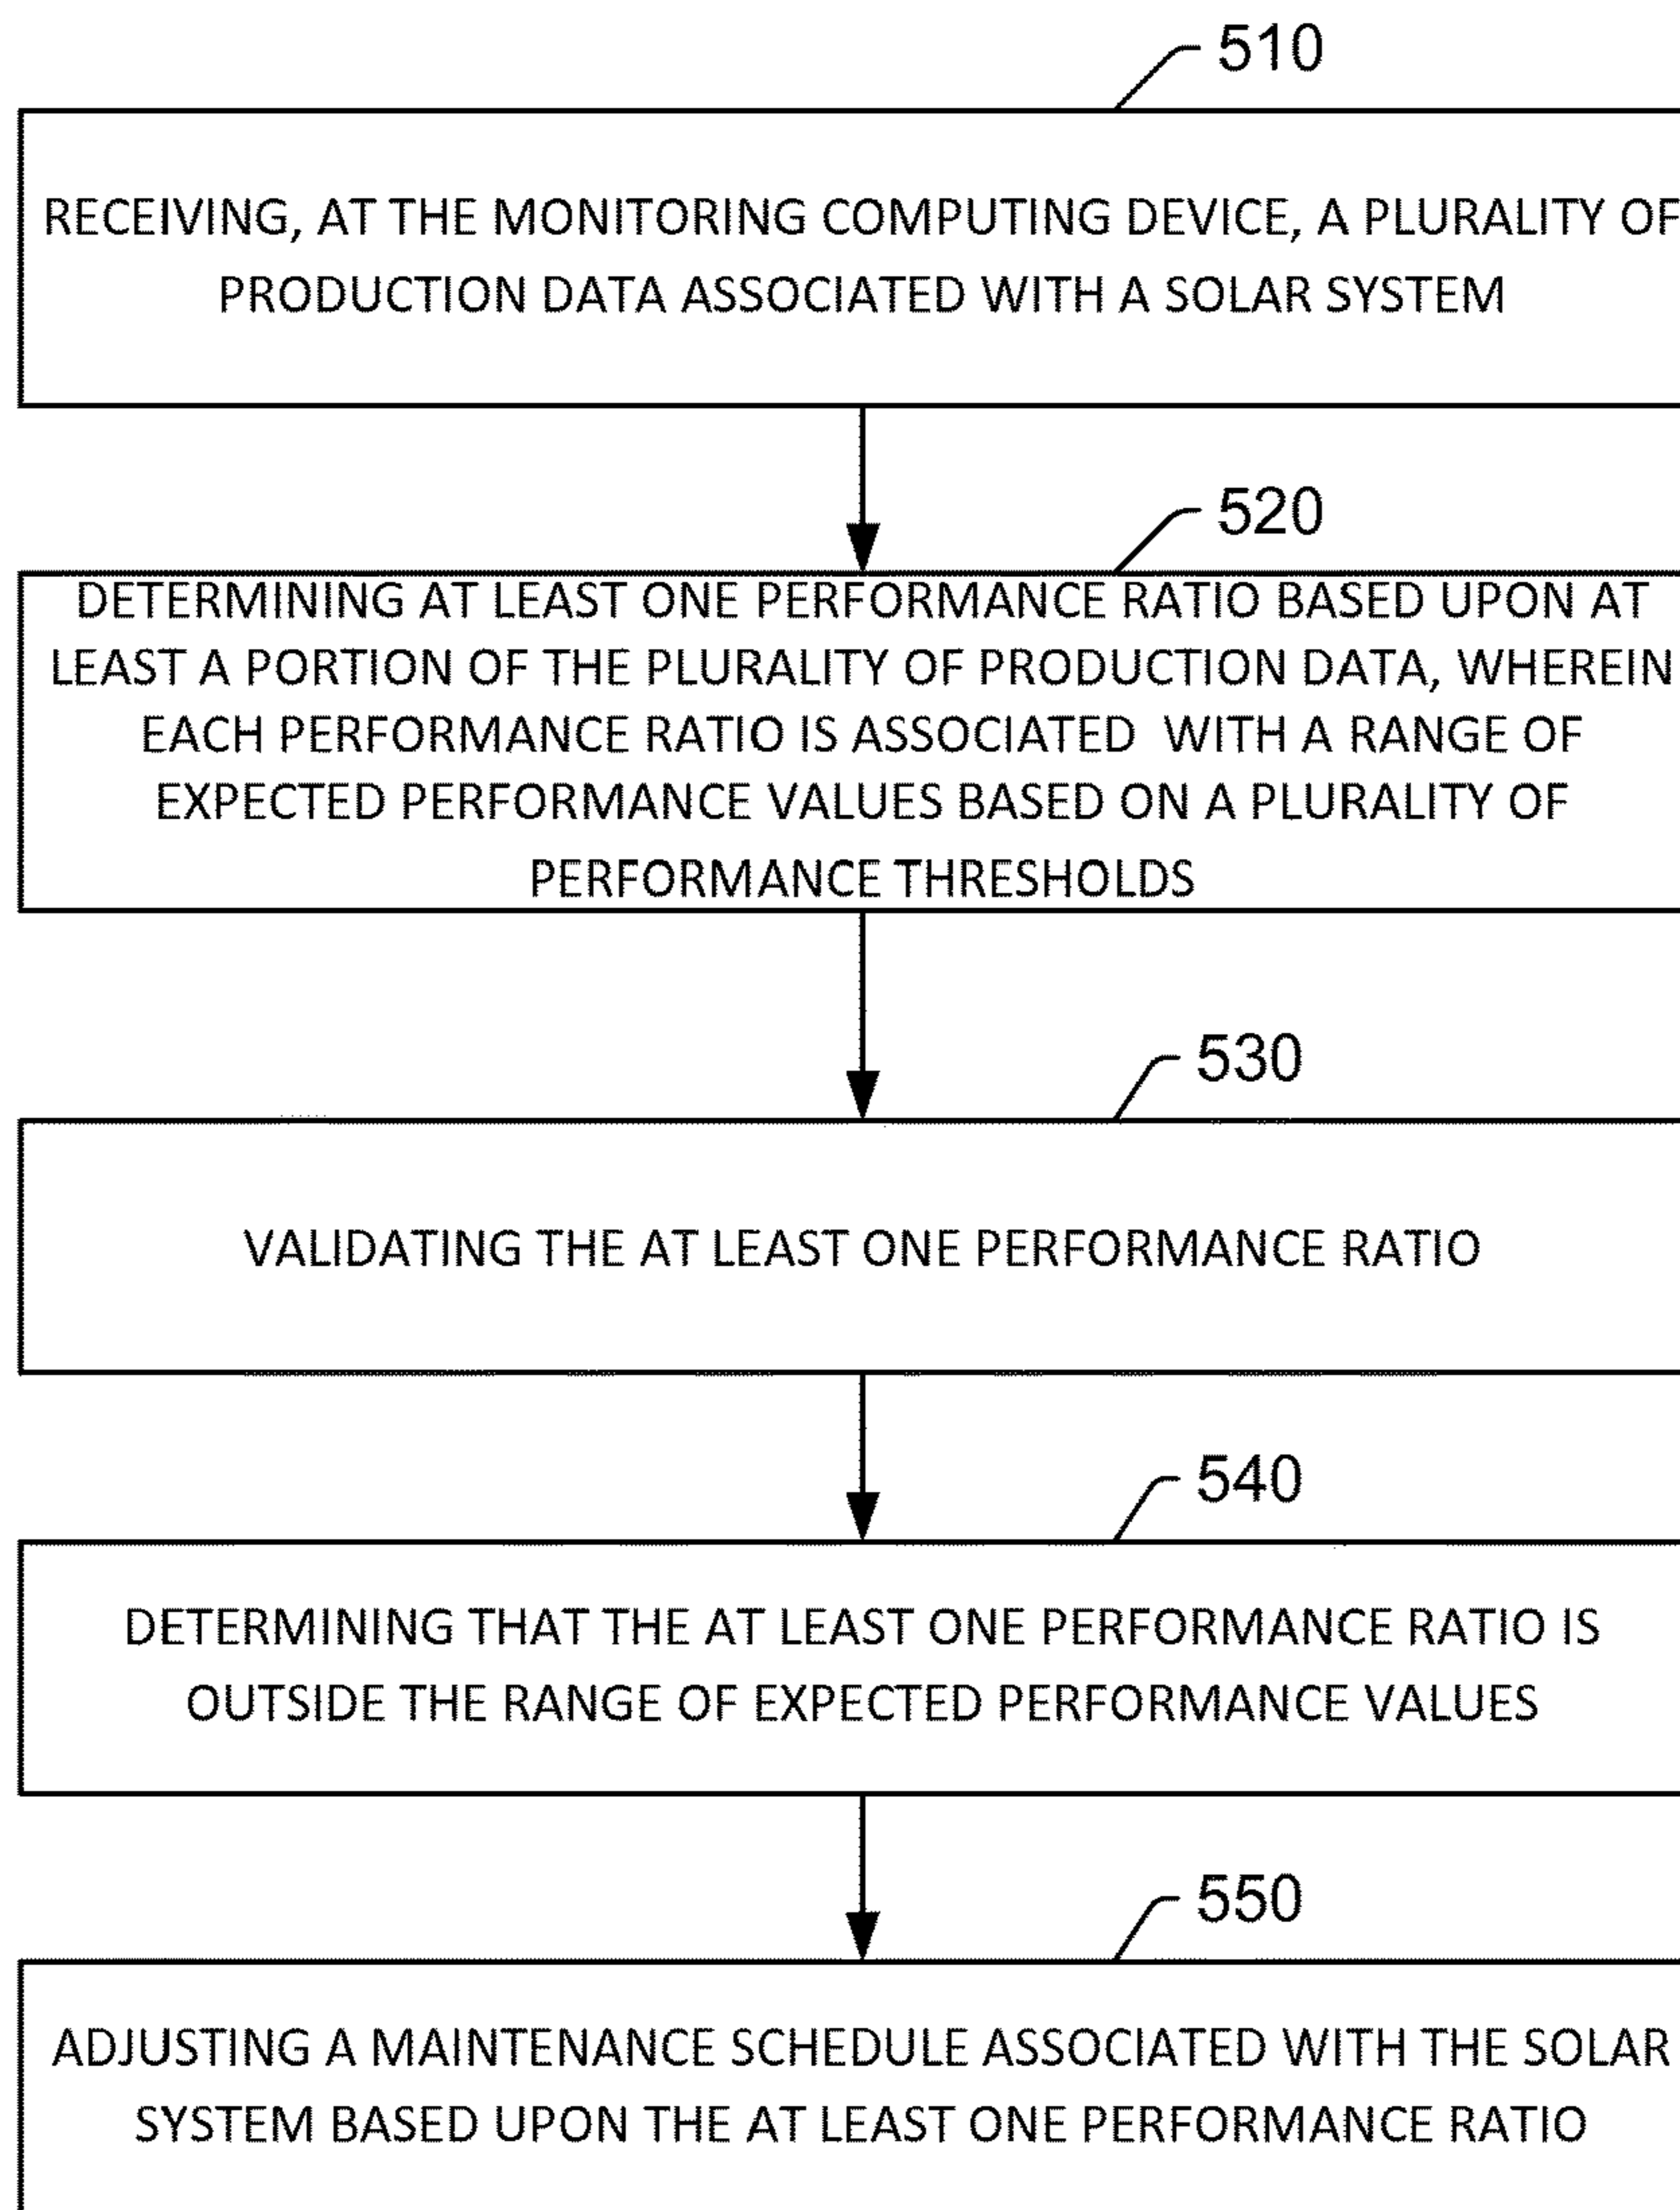 510
RECEIVING, AT THE MONITORING COMPUTING DEVICE, A PLURALITY OF
PRODUCTION DATA ASSOCIATED WITH A SOLAR SYSTEM
520
DETERMINING AT LEAST ONE PERFORMANCE RATIO BASED UPON AT
LEAST A PORTION OF THE PLURALITY OF PRODUCTION DATA, WHEREIN
EACH PERFORMANCE RATIO IS ASSOCIATED WITH A RANGE OF
EXPECTED PERFORMANCE VALUES BASED ON A PLURALITY OF
PERFORMANCE THRESHOLDS
530
VALIDATING THE AT LEAST ONE PERFORMANCE RATIO
540
DETERMINING THAT THE AT LEAST ONE PERFORMANCE RATIO IS
OUTSIDE THE RANGE OF EXPECTED PERFORMANCE VALUES
550
ADJUSTING A MAINTENANCE SCHEDULE ASSOCIATED WITH THE SOLAR
SYSTEM BASED UPON THE AT LEAST ONE PERFORMANCE RATIO